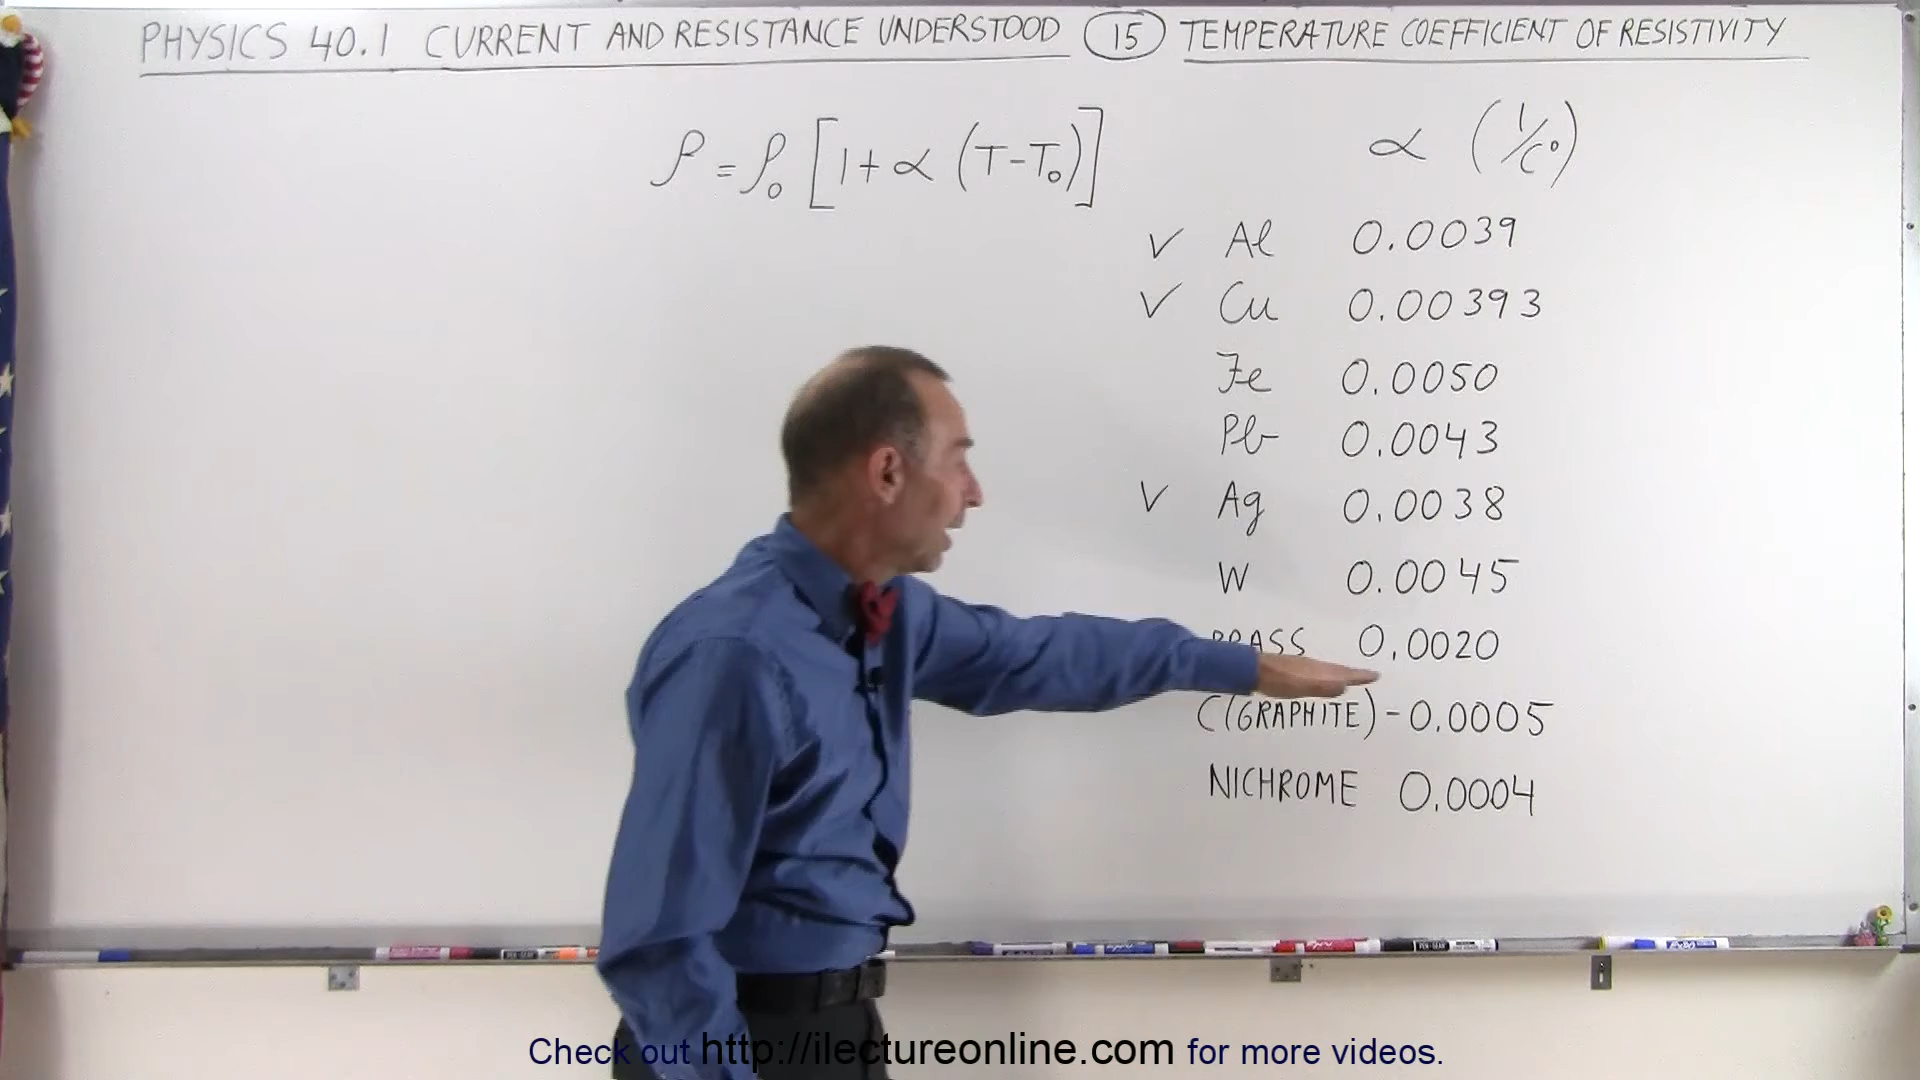 PHYSICS 40.1 CURRENT AND RESISTANCE UNDERSTOOD 15 TEMPERATURE COEFFICIENT OF RESISTIVITY
ρ = ρ₀ [1 + α (T - T₀)]
α (1/C°)
✓ Al 0.0039
✓ Cu 0.00393
Fe 0.0050
Pb 0.0043
✓ Ag 0.0038
W 0.0045
BRASS 0.0020
C (GRAPHITE) -0.0005
NICHROME 0.0004
Check out http://ilectureonline.com for more videos.